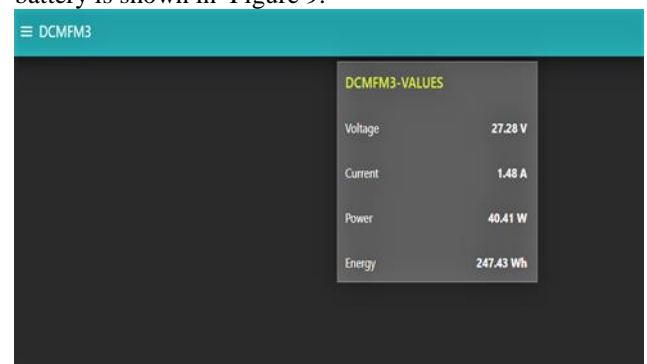 battery is shown in Figure 9.
≡ DCMFM3
DCMFM3-VALUES
Voltage 27.28 V
Current 1.48 A
Power 40.41 W
Energy 247.43 Wh